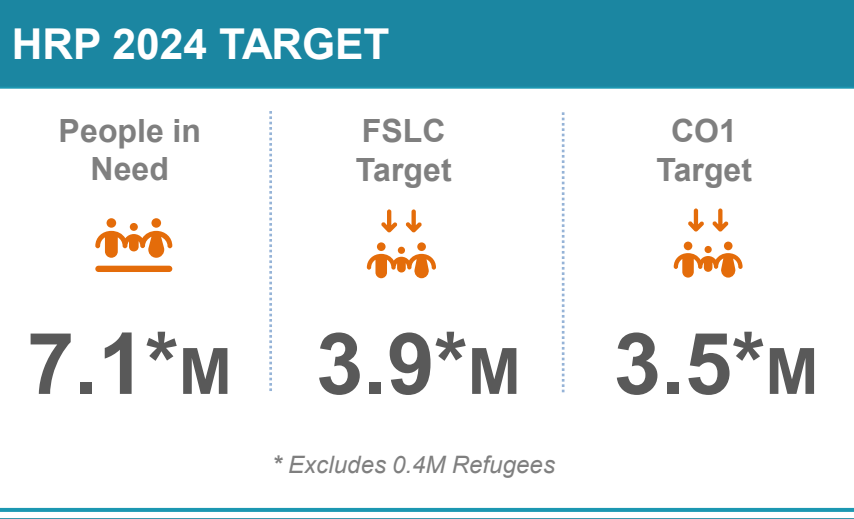 HRP 2024 TARGET
People in
Need
FSLC
Target
CO1
Target
7.1*M
3.9*M
3.5*M
* Excludes 0.4M Refugees